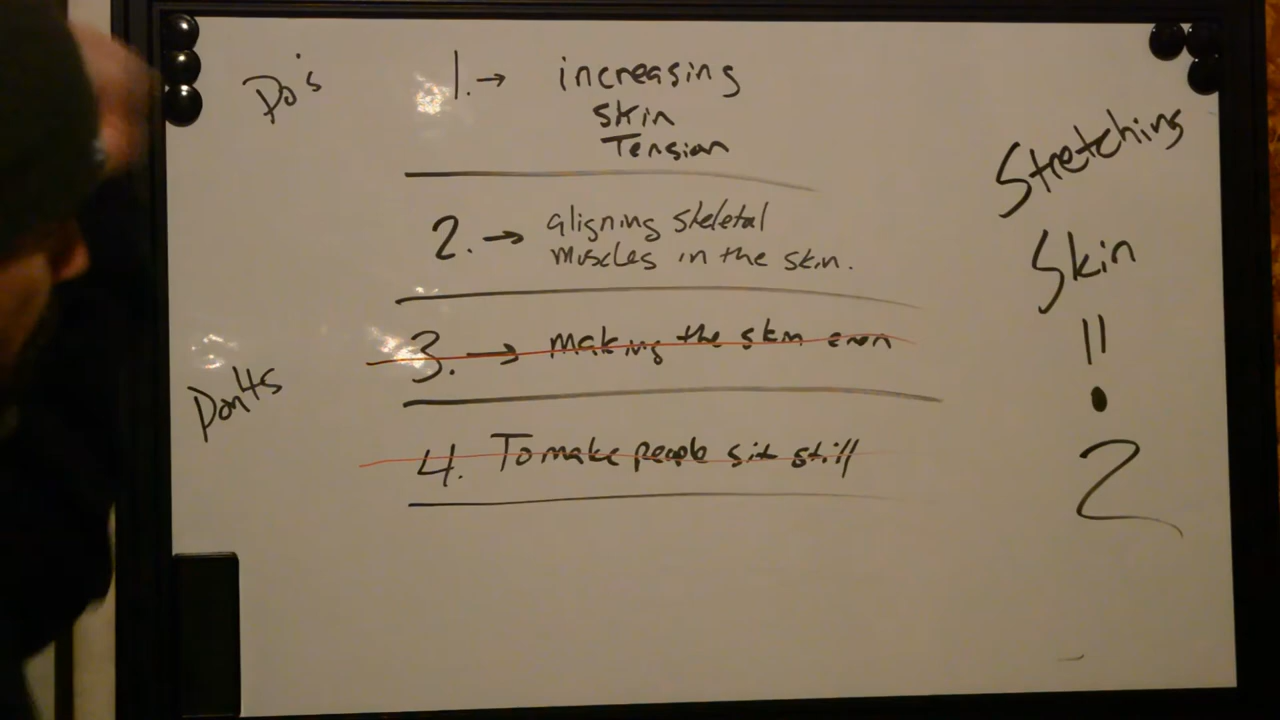 Do's
1. → increasing
skin
Tension
2. → aligning skeletal
muscles in the skin.
Don'ts
3. → making the skin even
4. To make people sit still
Stretching
Skin
II
•
2